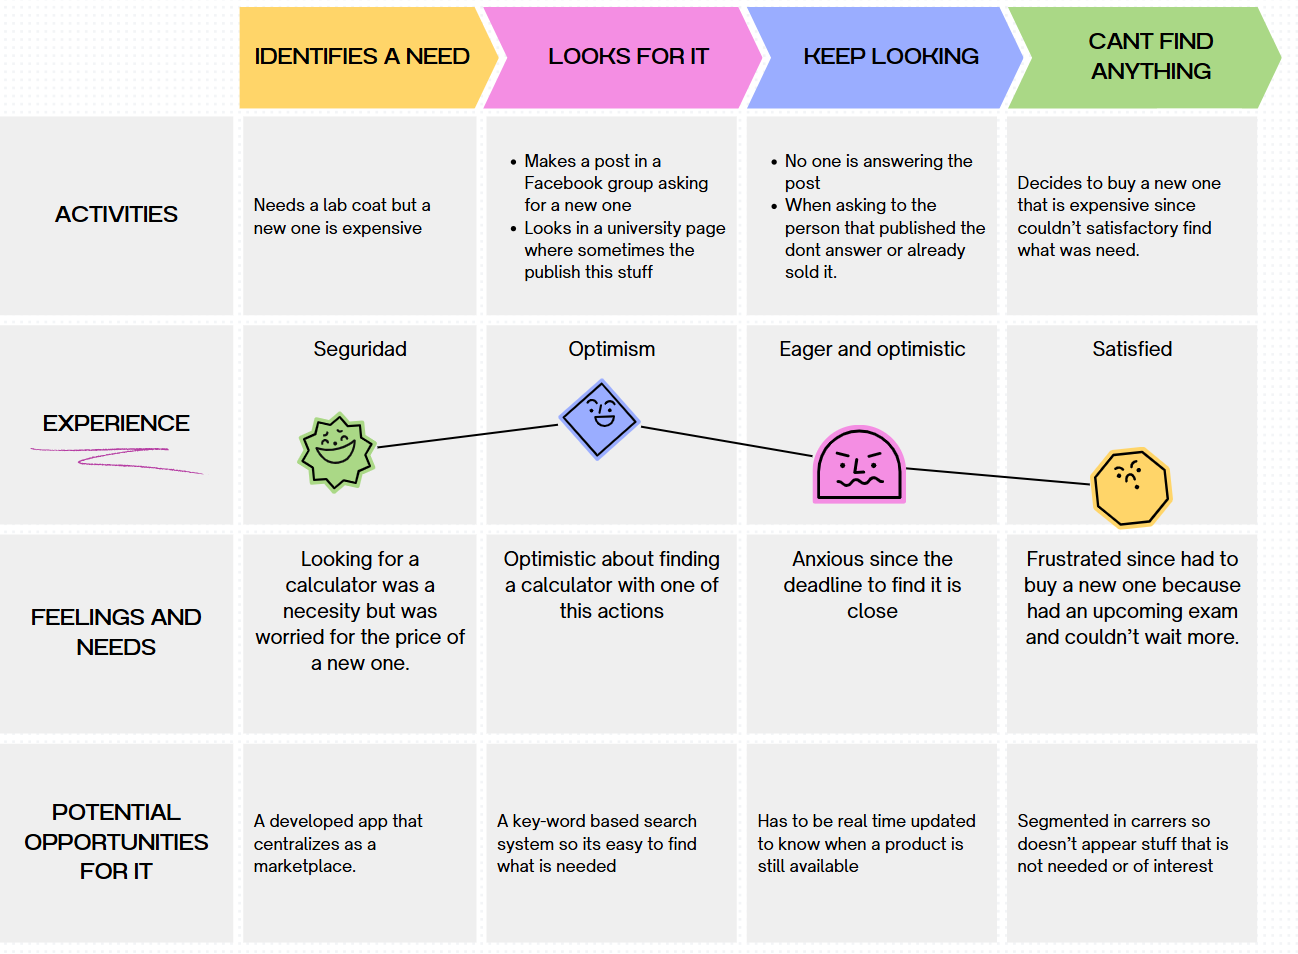 IDENTIFIES A NEED
LOOKS FOR IT
KEEP LOOKING
CANT FIND
ANYTHING
ACTIVITIES
Needs a lab coat but a
new one is expensive
• Makes a post in a
Facebook group asking
for a new one
• Looks in a university page
where sometimes the
publish this stuff
• No one is answering the
post
• When asking to the
person that published the
dont answer or already
sold it.
Decides to buy a new one
that is expensive since
couldn't satisfactory find
what was need.
EXPERIENCE
Seguridad
Optimism
Eager and optimistic
Satisfied
FEELINGS AND
NEEDS
Looking for a
calculator was a
necesity but was
worried for the price of
a new one.
Optimistic about finding
a calculator with one of
this actions
Anxious since the
deadline to find it is
close
Frustrated since had to
buy a new one because
had an upcoming exam
and couldn't wait more.
POTENTIAL
OPPORTUNITIES
FOR IT
A developed app that
centralizes as a
marketplace.
A key-word based search
system so its easy to find
what is needed
Has to be real time updated
to know when a product is
still available
Segmented in carrers so
doesn't appear stuff that is
not needed or of interest